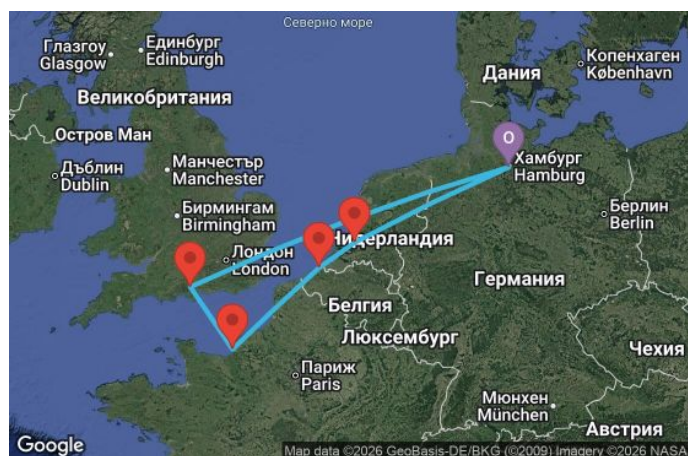 Северно море
Глазгоу
Glasgow
Единбург
Edinburgh
Копенхаген
København
Дания
Великобритания
Остров Ман
O
Хамбург
Hamburg
Дъблин
Dublin
Манчестър
Manchester
Берлин
Berlin
Бирмингам
Birmingham
Нидерландия
Лондон
London
Германия
Белгия
Люксембург
Чехия
Париж
Paris
Мюнхен
München
Австрия
Google
Map data ©2026 GeoBasis-DE/BKG (©2009) Imagery ©2026 NASA